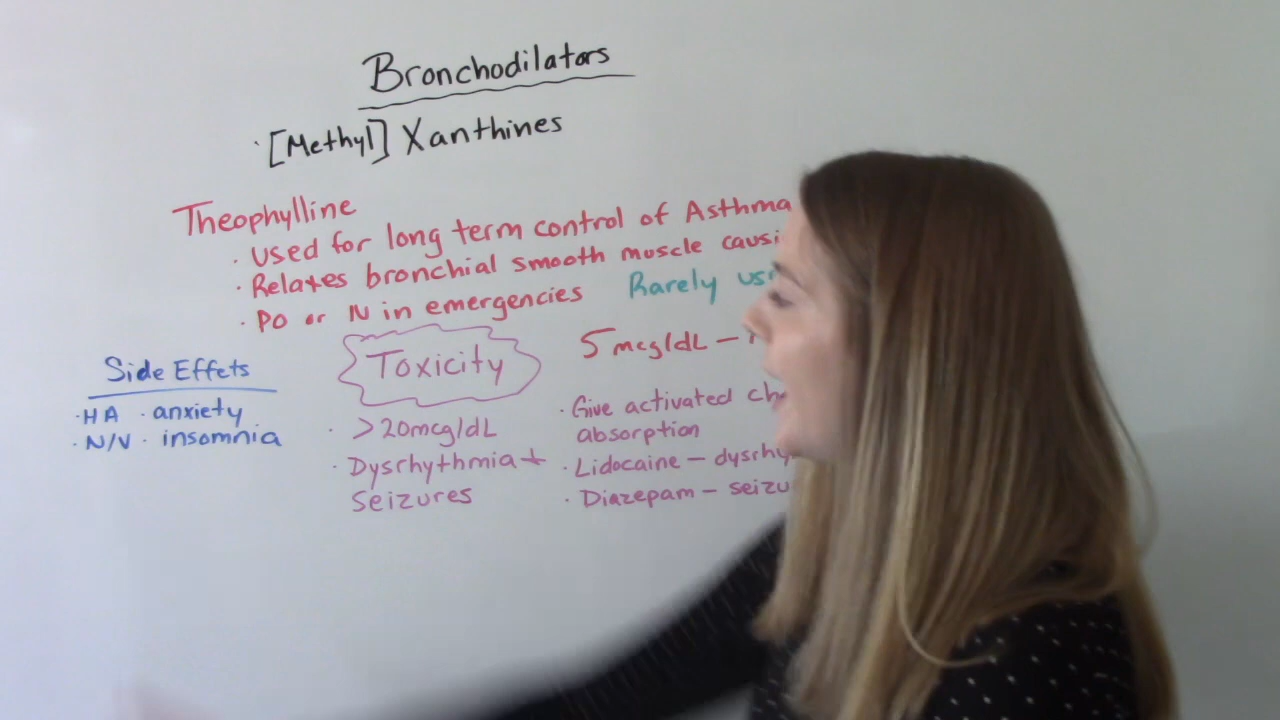 Bronchodilators
· [Methyl] Xanthines
Theophylline
· Used for long term control of Asthma
· Relaxes bronchial smooth muscle causi
· PO or IV in emergencies
Rarely us
Toxicity
5 mcg/dL –
Side Effets
· HA · anxiety
· N/V · insomnia
· >20mcg/dL
· Dysrhythmia +
seizures
· Give activated ch
absorption
· Lidocaine – dysrhy
· Diazepam – seizu